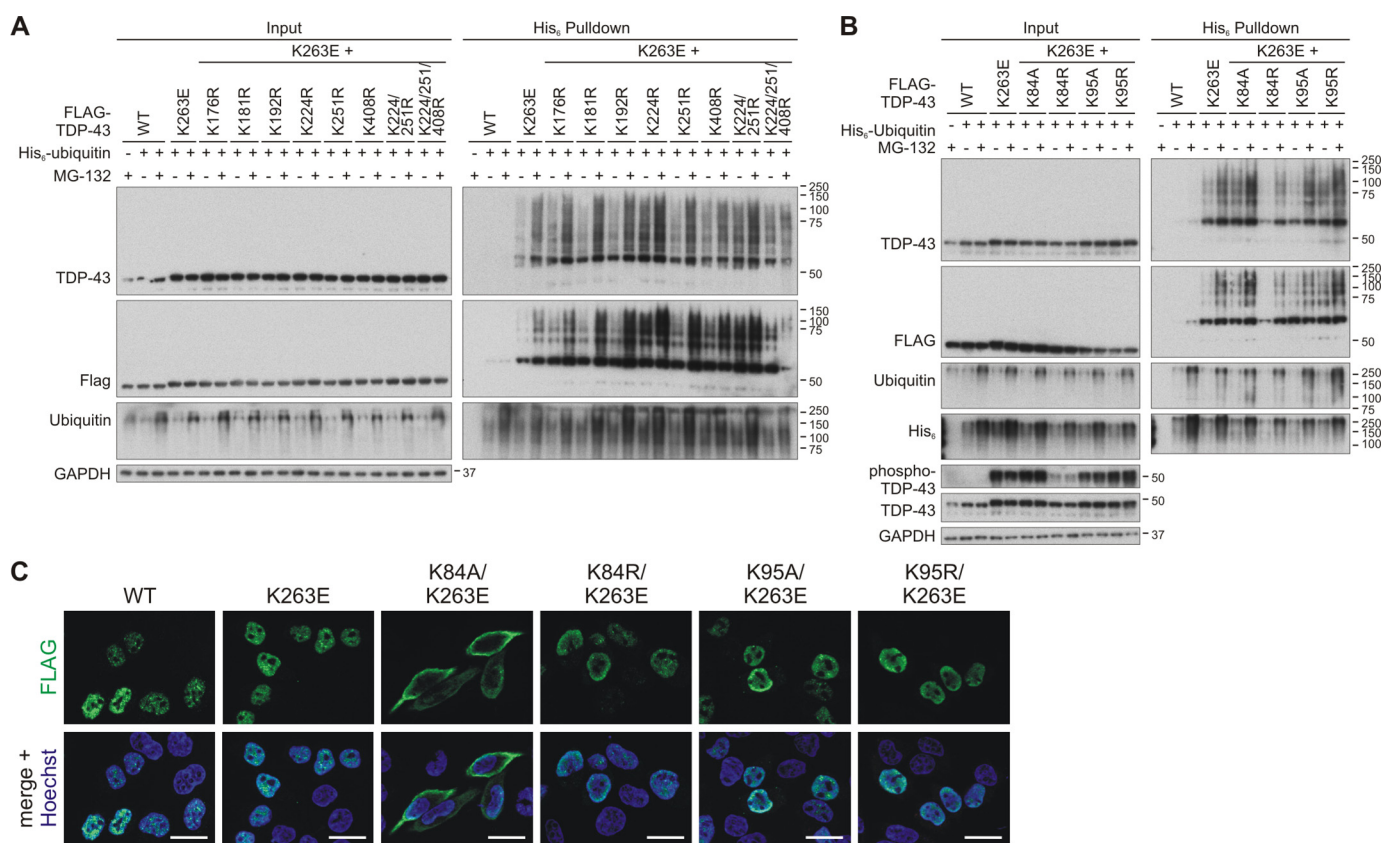 A
Input
His₆ Pulldown
K263E +
K263E +
FLAG-
TDP-43
WT
K263E
K176R
K181R
K192R
K224R
K251R
K408R
K224/
251R
K224/251/
408R
WT
K263E
K176R
K181R
K192R
K224R
K251R
K408R
K224/
251R
K224/251/
408R
His₆-ubiquitin
- + + + + + + + + + + + + + + + + + + + +
- + + + + + + + + + + + + + + + + + + + +
MG-132
+ - + - + - + - + - + - + - + - + - + - +
+ - + - + - + - + - + - + - + - + - + - +
TDP-43
250
150
100
75
50
Flag
150
100
75
50
Ubiquitin
250
150
100
75
GAPDH
37
B
Input
His₆ Pulldown
K263E +
K263E +
FLAG-
TDP-43
WT
K263E
K84A
K84R
K95A
K95R
WT
K263E
K84A
K84R
K95A
K95R
His₆-Ubiquitin
- + + + + + + + + + + + +
- + + + + + + + + + + + +
MG-132
+ - + - + - + - + - + - +
+ - + - + - + - + - + - +
TDP-43
250
150
100
75
50
FLAG
250
150
100
75
50
Ubiquitin
250
150
100
75
His₆
250
150
100
phospho-
TDP-43
50
TDP-43
50
GAPDH
37
C
WT
K263E
K84A/
K263E
K84R/
K263E
K95A/
K263E
K95R/
K263E
FLAG
merge +
Hoechst